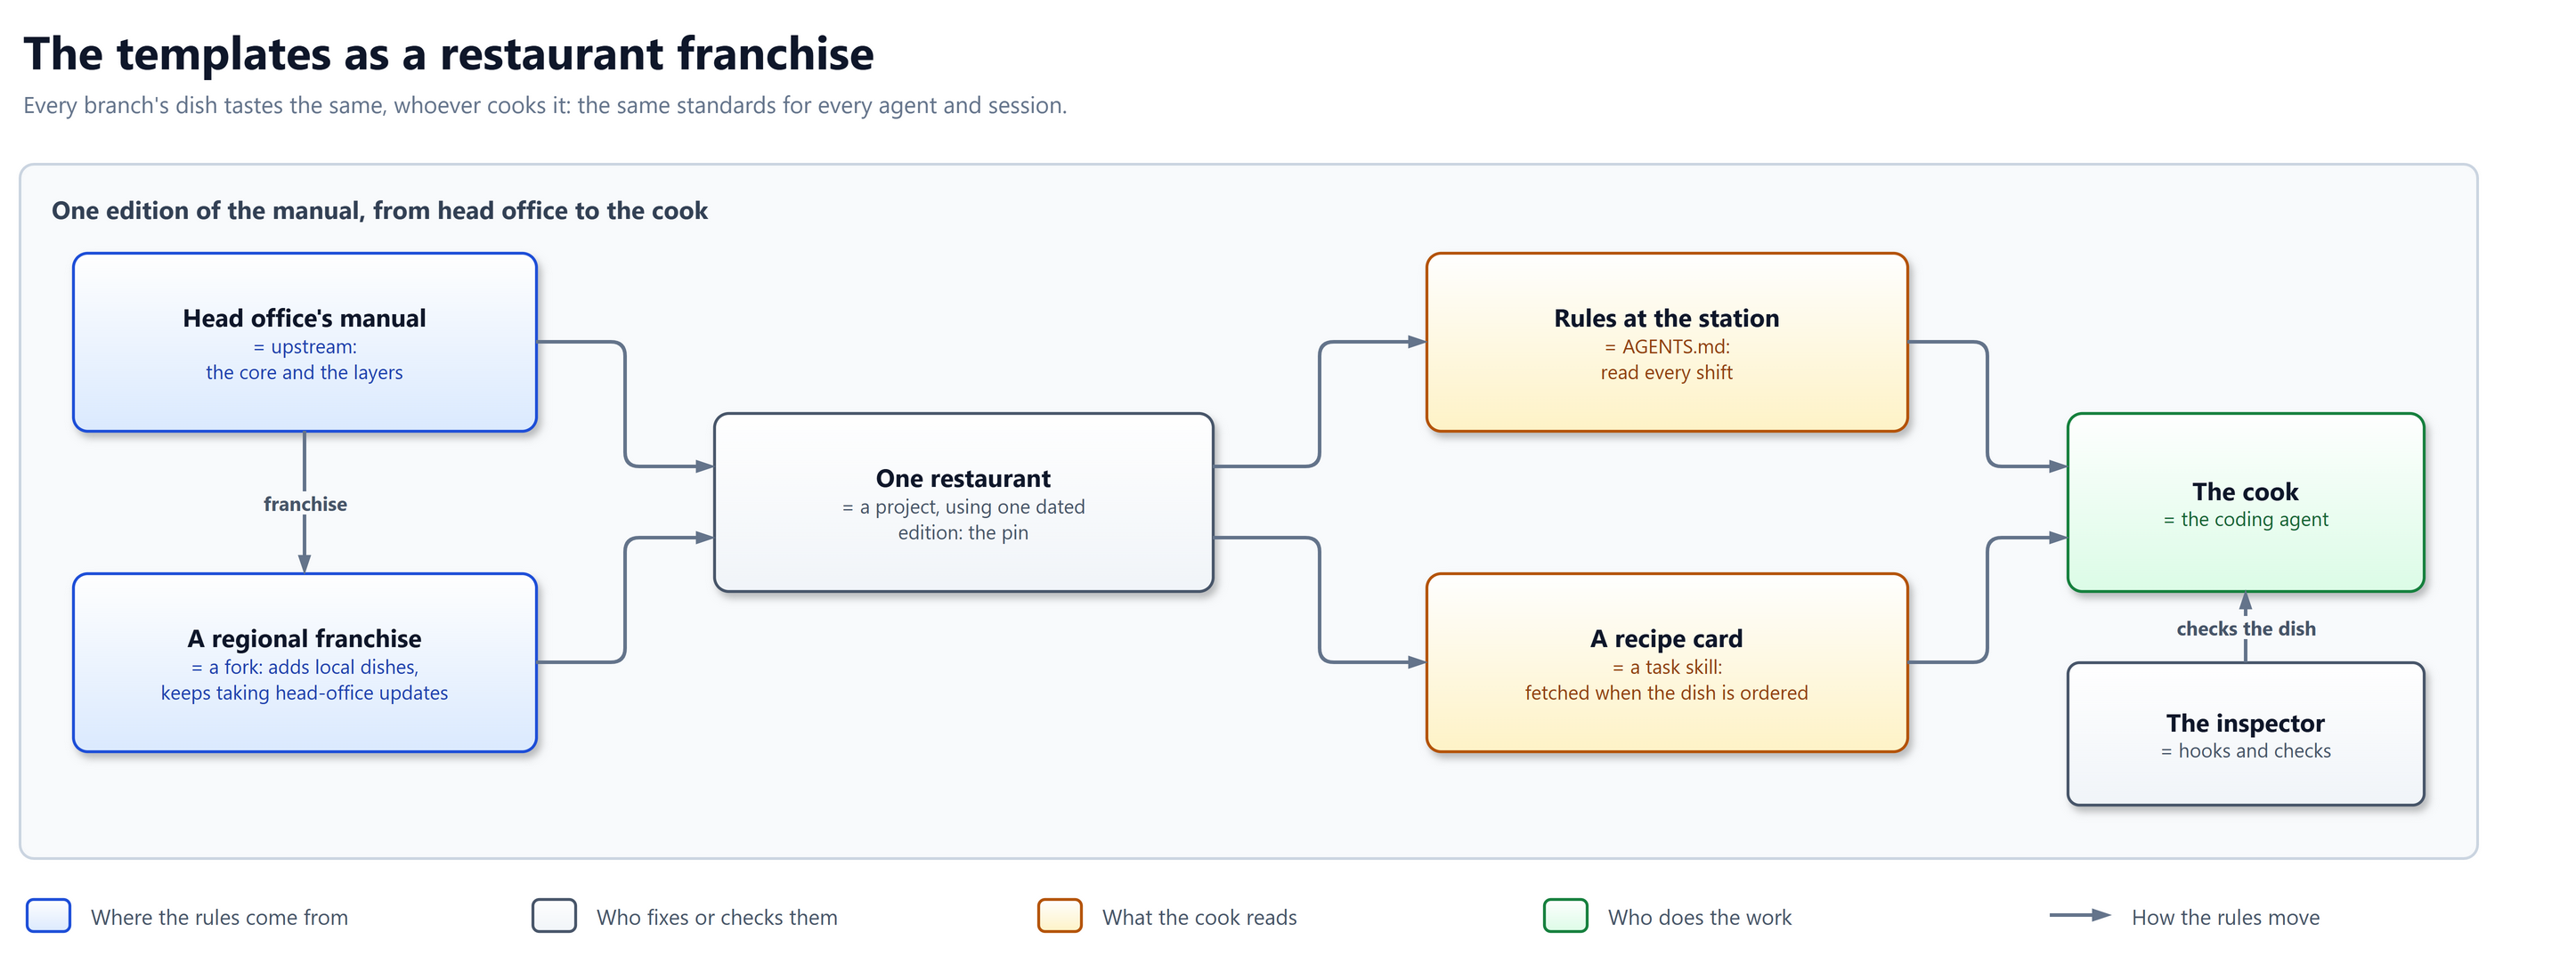 The templates as a restaurant franchise
Every branch's dish tastes the same, whoever cooks it: the same standards for every agent and session.
One edition of the manual, from head office to the cook
Head office's manual
= upstream:
the core and the layers
franchise
A regional franchise
= a fork: adds local dishes,
keeps taking head-office updates
One restaurant
= a project, using one dated
edition: the pin
Rules at the station
= AGENTS.md:
read every shift
A recipe card
= a task skill:
fetched when the dish is ordered
The cook
= the coding agent
checks the dish
The inspector
= hooks and checks
Where the rules come from
Who fixes or checks them
What the cook reads
Who does the work
How the rules move